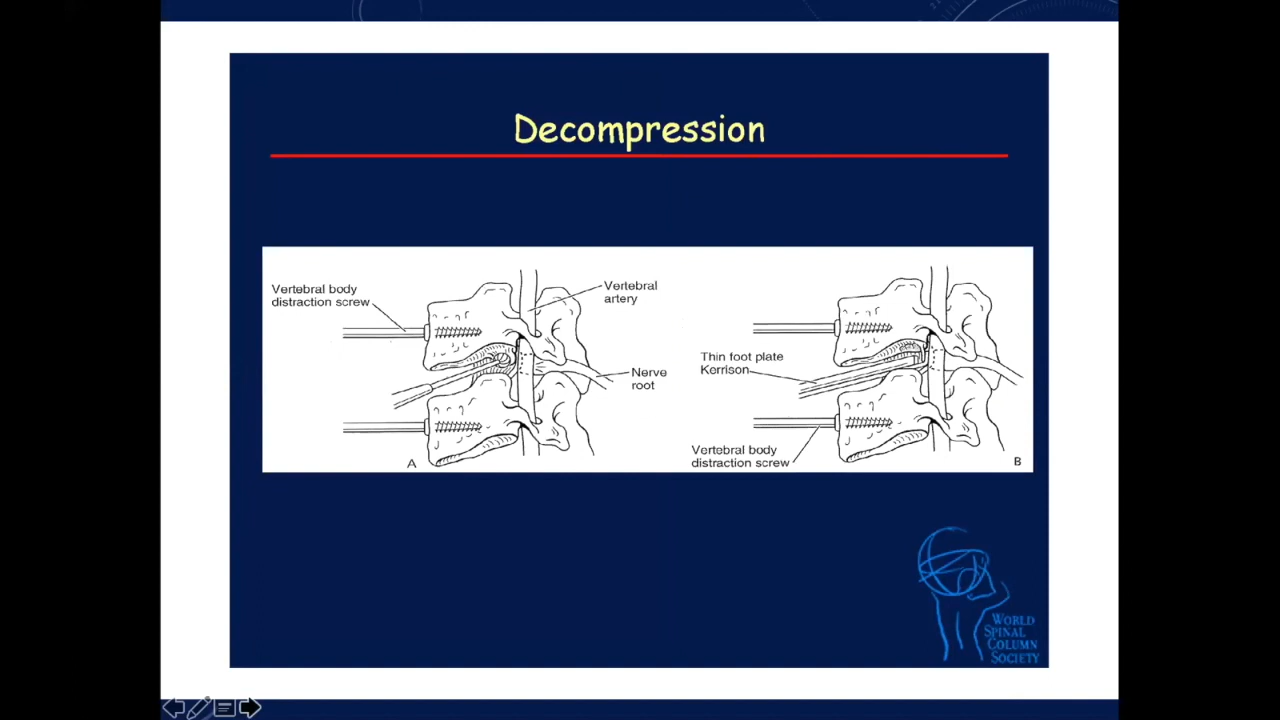 Decompression
Vertebral body
distraction screw
Vertebral
artery
Nerve
root
A
Thin foot plate
Kerrison
Vertebral body
distraction screw
B
WORLD
SPINAL
COLUMN
SOCIETY